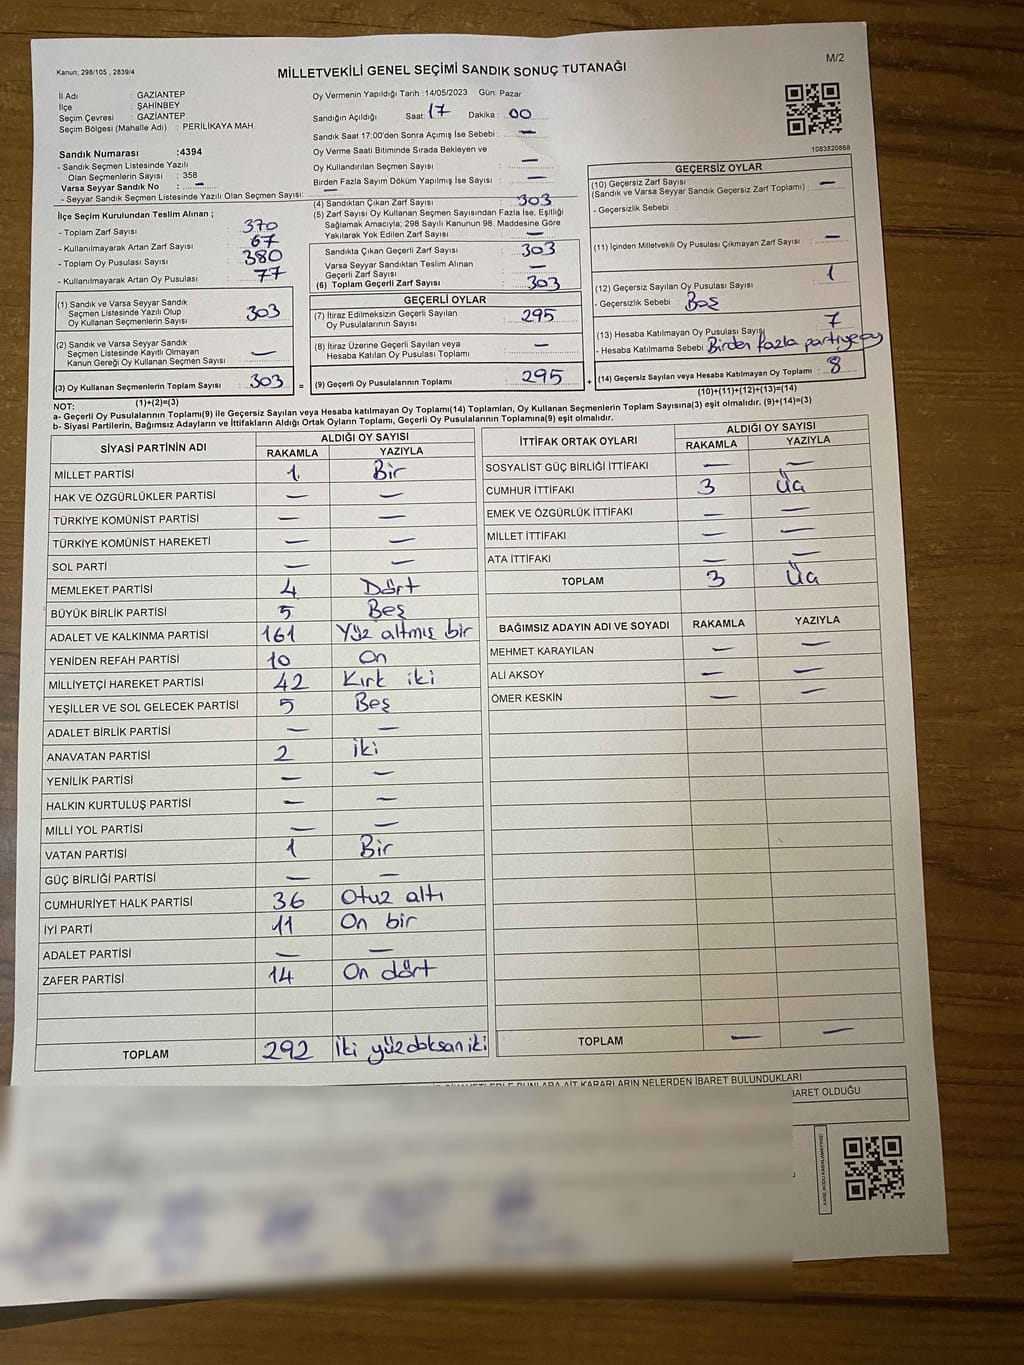 Kanun; 298/105 , 2839/4
M/2
MİLLETVEKİLİ GENEL SEÇİMİ SANDIK SONUÇ TUTANAĞI
İl Adı : GAZİANTEP
İlçe : ŞAHİNBEY
Seçim Çevresi : GAZİANTEP
Seçim Bölgesi (Mahalle Adı) : PERİLİKAYA MAH.
Oy Vermenin Yapıldığı Tarih :14/05/2023 Gün: Pazar
Sandığın Açıldığı Saat: 17 Dakika : 00
Sandık Saat 17:00'den Sonra Açımış İse Sebebi : —
Oy Verme Saati Bitiminde Sırada Bekleyen ve
Oy Kullandırılan Seçmen Sayısı : —
Birden Fazla Sayım Döküm Yapılmış İse Sayısı : —
1083820868
Sandık Numarası :4394
- Sandık Seçmen Listesinde Yazılı
Olan Seçmenlerin Sayısı : 358
Varsa Seyyar Sandık No : —
- Seyyar Sandık Seçmen Listesinde Yazılı Olan Seçmen Sayısı: —
İlçe Seçim Kurulundan Teslim Alınan ;
- Toplam Zarf Sayısı : 370
- Kullanılmayarak Artan Zarf Sayısı : 67
- Toplam Oy Pusulası Sayısı : 380
- Kullanılmayarak Artan Oy Pusulası : 77
(1) Sandık ve Varsa Seyyar Sandık
Seçmen Listesinde Yazılı Olup
Oy Kullanan Seçmenlerin Sayısı : 303
(2) Sandık ve Varsa Seyyar Sandık
Seçmen Listesinde Kayıtlı Olmayan
Kanun Gereği Oy Kullanan Seçmen Sayısı : —
(3) Oy Kullanan Seçmenlerin Toplam Sayısı : 303 =
(1)+(2)=(3)
(4) Sandıktan Çıkan Zarf Sayısı : 303
(5) Zarf Sayısı Oy Kullanan Seçmen Sayısından Fazla İse, Eşitliği
Sağlamak Amacıyla; 298 Sayılı Kanunun 98. Maddesine Göre
Yakılarak Yok Edilen Zarf Sayısı : —
Sandıkta Çıkan Geçerli Zarf Sayısı : 303
Varsa Seyyar Sandıktan Teslim Alınan
Geçerli Zarf Sayısı : —
(6) Toplam Geçerli Zarf Sayısı : 303
GEÇERLİ OYLAR
(7) İtiraz Edilmeksizin Geçerli Sayılan
Oy Pusulalarının Sayısı : 295
(8) İtiraz Üzerine Geçerli Sayılan veya
Hesaba Katılan Oy Pusulası Toplamı : —
(9) Geçerli Oy Pusulalarının Toplamı : 295 +
GEÇERSİZ OYLAR
(10) Geçersiz Zarf Sayısı
(Sandık ve Varsa Seyyar Sandık Geçersiz Zarf Toplamı) : —
- Geçersizlik Sebebi :
(11) İçinden Milletvekili Oy Pusulası Çıkmayan Zarf Sayısı : —
(12) Geçersiz Sayılan Oy Pusulası Sayısı : 1
- Geçersizlik Sebebi : Boş
(13) Hesaba Katılmayan Oy Pusulası Sayısı : 7
- Hesaba Katılmama Sebebi : Birden fazla partiye oy
(14) Geçersiz Sayılan veya Hesaba Katılmayan Oy Toplamı : 8
(10)+(11)+(12)+(13)=(14)
NOT:
a- Geçerli Oy Pusulalarının Toplamı(9) ile Geçersiz Sayılan veya Hesaba katılmayan Oy Toplamı(14) Toplamları, Oy Kullanan Seçmenlerin Toplam Sayısına(3) eşit olmalıdır. (9)+(14)=(3)
b- Siyasi Partilerin, Bağımsız Adayların ve İttifakların Aldığı Ortak Oyların Toplamı, Geçerli Oy Pusulalarının Toplamına(9) eşit olmalıdır.
SİYASİ PARTİNİN ADI ALDIĞI OY SAYISI
RAKAMLA YAZIYLA
MİLLET PARTİSİ 1 Bir
HAK VE ÖZGÜRLÜKLER PARTİSİ — —
TÜRKİYE KOMÜNİST PARTİSİ — —
TÜRKİYE KOMÜNİST HAREKETİ — —
SOL PARTİ — —
MEMLEKET PARTİSİ 4 Dört
BÜYÜK BİRLİK PARTİSİ 5 Beş
ADALET VE KALKINMA PARTİSİ 161 Yüz altmış bir
YENİDEN REFAH PARTİSİ 10 On
MİLLİYETÇİ HAREKET PARTİSİ 42 Kırk iki
YEŞİLLER VE SOL GELECEK PARTİSİ 5 Beş
ADALET BİRLİK PARTİSİ — —
ANAVATAN PARTİSİ 2 İki
YENİLİK PARTİSİ — —
HALKIN KURTULUŞ PARTİSİ — —
MİLLİ YOL PARTİSİ — —
VATAN PARTİSİ 1 Bir
GÜÇ BİRLİĞİ PARTİSİ — —
CUMHURİYET HALK PARTİSİ 36 Otuz altı
İYİ PARTİ 11 On bir
ADALET PARTİSİ — —
ZAFER PARTİSİ 14 On dört
TOPLAM 292 İki yüz doksan iki
İTTİFAK ORTAK OYLARI ALDIĞI OY SAYISI
RAKAMLA YAZIYLA
SOSYALİST GÜÇ BİRLİĞİ İTTİFAKI — —
CUMHUR İTTİFAKI 3 Üç
EMEK VE ÖZGÜRLÜK İTTİFAKI — —
MİLLET İTTİFAKI — —
ATA İTTİFAKI — —
TOPLAM 3 Üç
BAĞIMSIZ ADAYIN ADI VE SOYADI RAKAMLA YAZIYLA
MEHMET KARAYILAN — —
ALİ AKSOY — —
ÖMER KESKİN — —
TOPLAM — —
BUNLARA AİT KARARLARIN NELERDEN İBARET BULUNDUKLARI
İBARET OLDUĞU